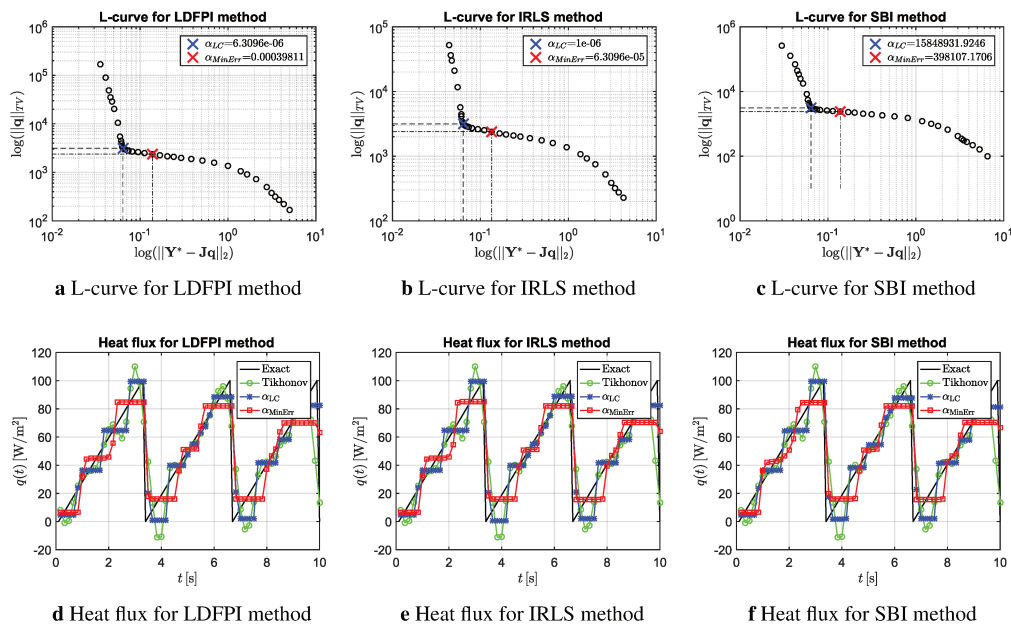 L-curve for LDFPI method
10^6
10^5
10^4
10^3
10^2
10^-2
10^-1
10^0
10^1
log(||q||_TV)
log(||Y* − Jq||_2)
α_LC=6.3096e-06
α_MinErr=0.00039811
a L-curve for LDFPI method
L-curve for IRLS method
10^5
10^4
10^3
10^2
10^-2
10^-1
10^0
10^1
log(||q||_TV)
log(||Y* − Jq||_2)
α_LC=1e-06
α_MinErr=6.3096e-05
b L-curve for IRLS method
L-curve for SBI method
10^6
10^4
10^2
10^0
10^-2
10^-1
10^0
10^1
log(||q||_TV)
log(||Y* − Jq||_2)
α_LC=15848931.9246
α_MinErr=398107.1706
c L-curve for SBI method
Heat flux for LDFPI method
120
100
80
60
40
20
0
-20
0 2 4 6 8 10
q(t) [W/m²]
t [s]
Exact
Tikhonov
α_LC
α_MinErr
d Heat flux for LDFPI method
Heat flux for IRLS method
120
100
80
60
40
20
0
-20
0 2 4 6 8 10
q(t) [W/m²]
t [s]
Exact
Tikhonov
α_LC
α_MinErr
e Heat flux for IRLS method
Heat flux for SBI method
120
100
80
60
40
20
0
-20
0 2 4 6 8 10
q(t) [W/m²]
t [s]
Exact
Tikhonov
α_LC
α_MinErr
f Heat flux for SBI method